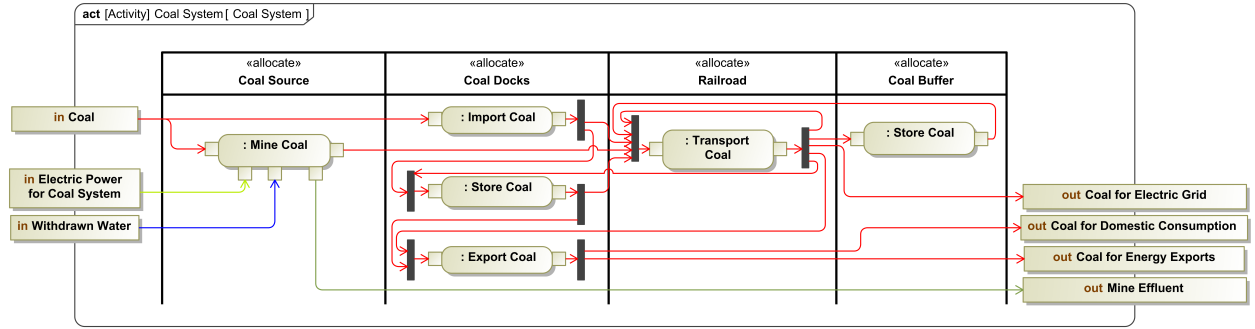 act [Activity] Coal System [ Coal System ]
«allocate»
Coal Source
«allocate»
Coal Docks
«allocate»
Railroad
«allocate»
Coal Buffer
in Coal
: Import Coal
: Mine Coal
: Transport
Coal
: Store Coal
in Electric Power
for Coal System
: Store Coal
out Coal for Electric Grid
in Withdrawn Water
out Coal for Domestic Consumption
: Export Coal
out Coal for Energy Exports
out Mine Effluent